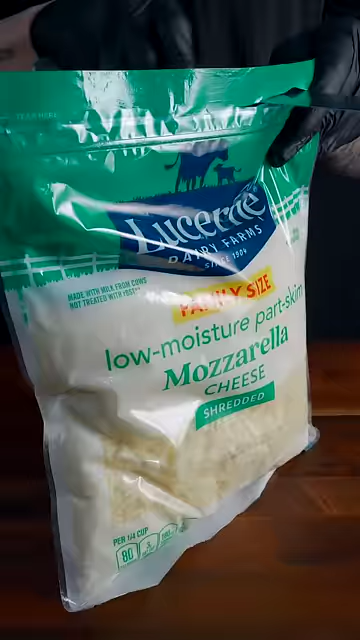 Lucerne
DAIRY FARMS
SINCE 1904
MADE WITH MILK FROM COWS
NOT TREATED WITH rbST
FAMILY SIZE
low-moisture part-skim
Mozzarella
CHEESE
SHREDDED
PER 1/4 CUP
80